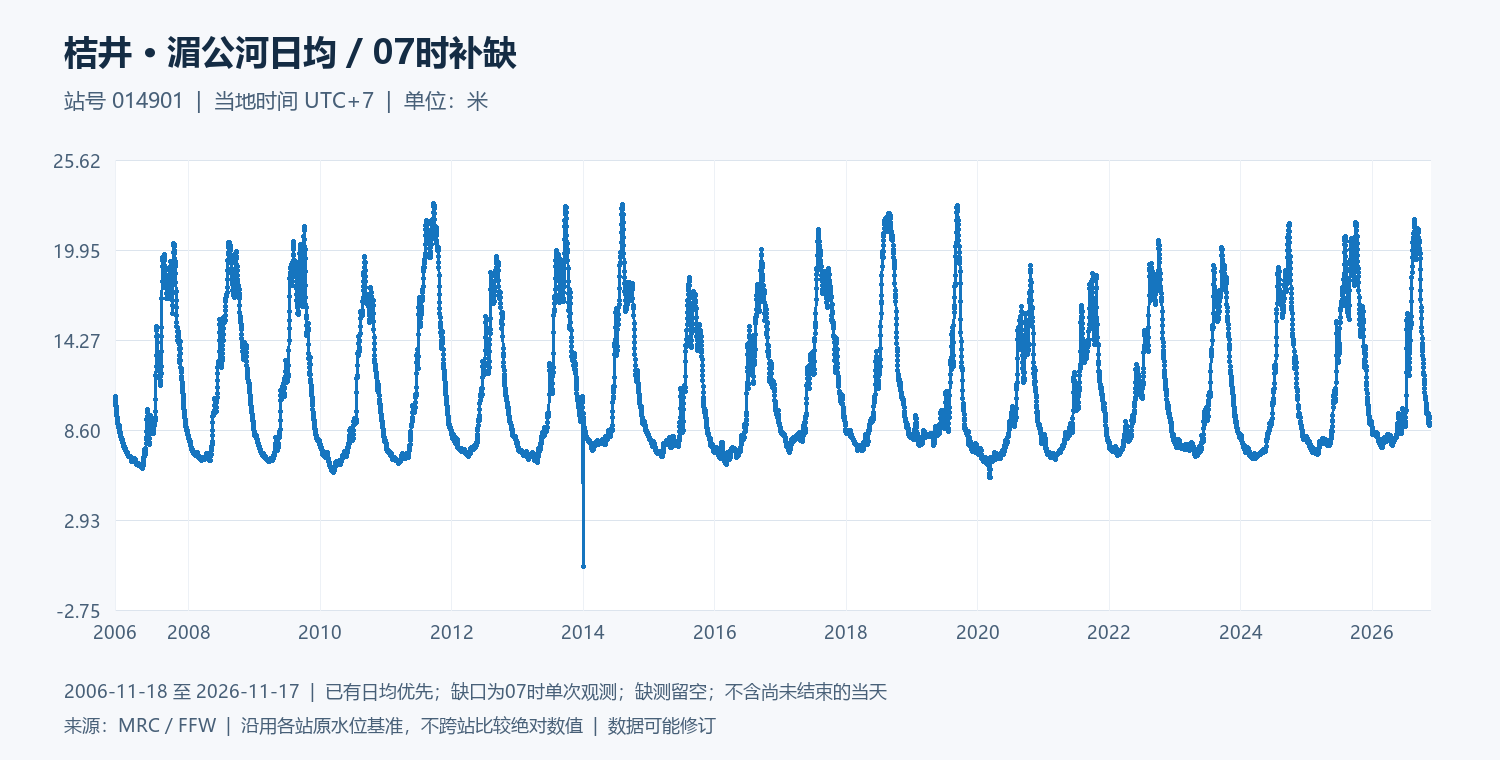 桔井·湄公河日均 / 07时补缺
站号 014901 | 当地时间 UTC+7 | 单位：米
25.62
19.95
14.27
8.60
2.93
-2.75
2006 2008 2010 2012 2014 2016 2018 2020 2022 2024 2026
2006-11-18 至 2026-11-17 | 已有日均优先；缺口为07时单次观测；缺测留空；不含尚未结束的当天
来源：MRC / FFW | 沿用各站原水位基准，不跨站比较绝对数值 | 数据可能修订